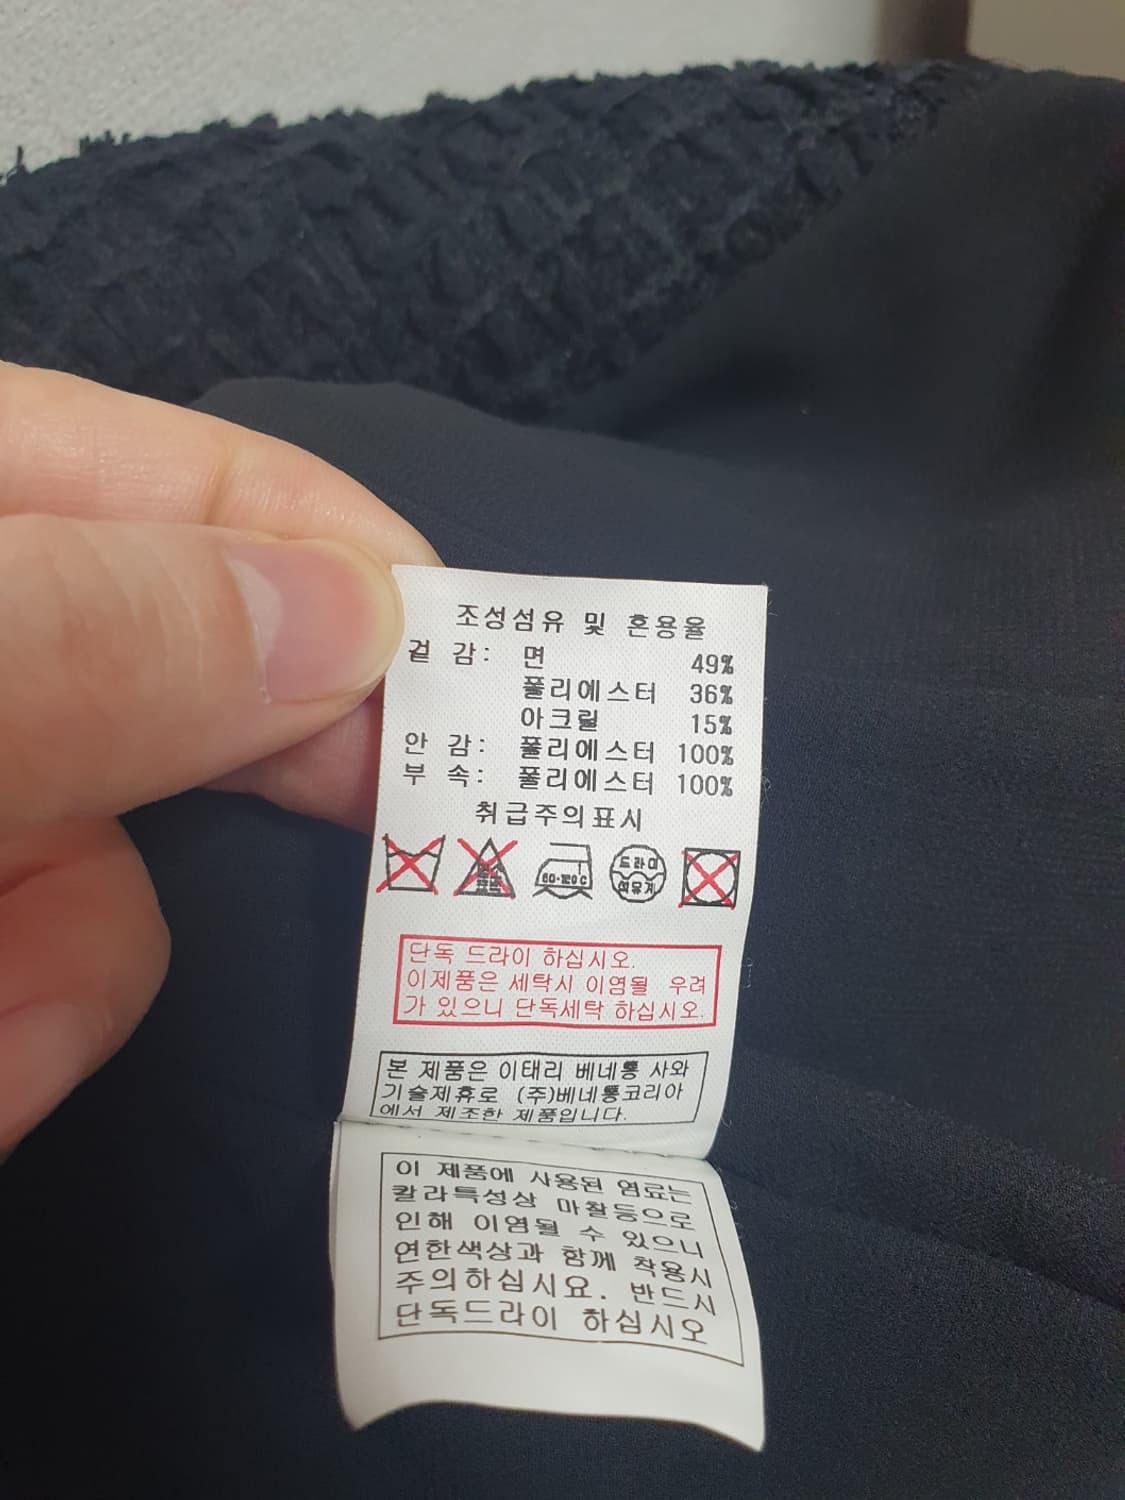 조성섬유 및 혼용율
겉 감: 면 49%
폴리에스터 36%
아크릴 15%
안 감: 폴리에스터 100%
부 속: 폴리에스터 100%
취급주의표시
염소
표백
80-120℃
드라이
석유계
단독 드라이 하십시오.
이제품은 세탁시 이염될 우려
가 있으니 단독세탁 하십시오.
본 제품은 이태리 베네통 사와
기술제휴로 (주)베네통코리아
에서 제조한 제품입니다.
이 제품에 사용된 염료는
칼라특성상 마찰등으로
인해 이염될 수 있으니
연한색상과 함께 착용시
주의하십시요. 반드시
단독드라이 하십시오